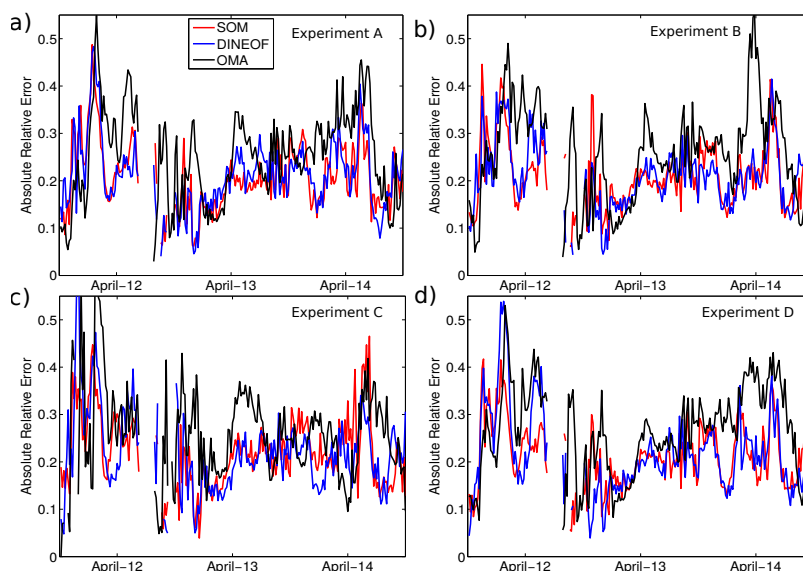 a)
Experiment A
SOM
DINEOF
OMA
Absolute Relative Error
0.5
0.4
0.3
0.2
0.1
0
April-12
April-13
April-14
b)
Experiment B
Absolute Relative Error
0.5
0.4
0.3
0.2
0.1
0
April-12
April-13
April-14
c)
Experiment C
Absolute Relative Error
0.5
0.4
0.3
0.2
0.1
0
April-12
April-13
April-14
d)
Experiment D
Absolute Relative Error
0.5
0.4
0.3
0.2
0.1
0
April-12
April-13
April-14